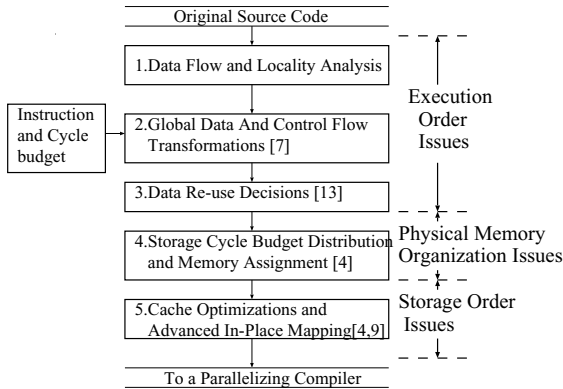 Original Source Code
1.Data Flow and Locality Analysis
Instruction
and Cycle
budget
2.Global Data And Control Flow
Transformations [7]
3.Data Re-use Decisions [13]
4.Storage Cycle Budget Distribution
and Memory Assignment [4]
5.Cache Optimizations and
Advanced In-Place Mapping[4,9]
To a Parallelizing Compiler
Execution
Order
Issues
Physical Memory
Organization Issues
Storage Order
Issues